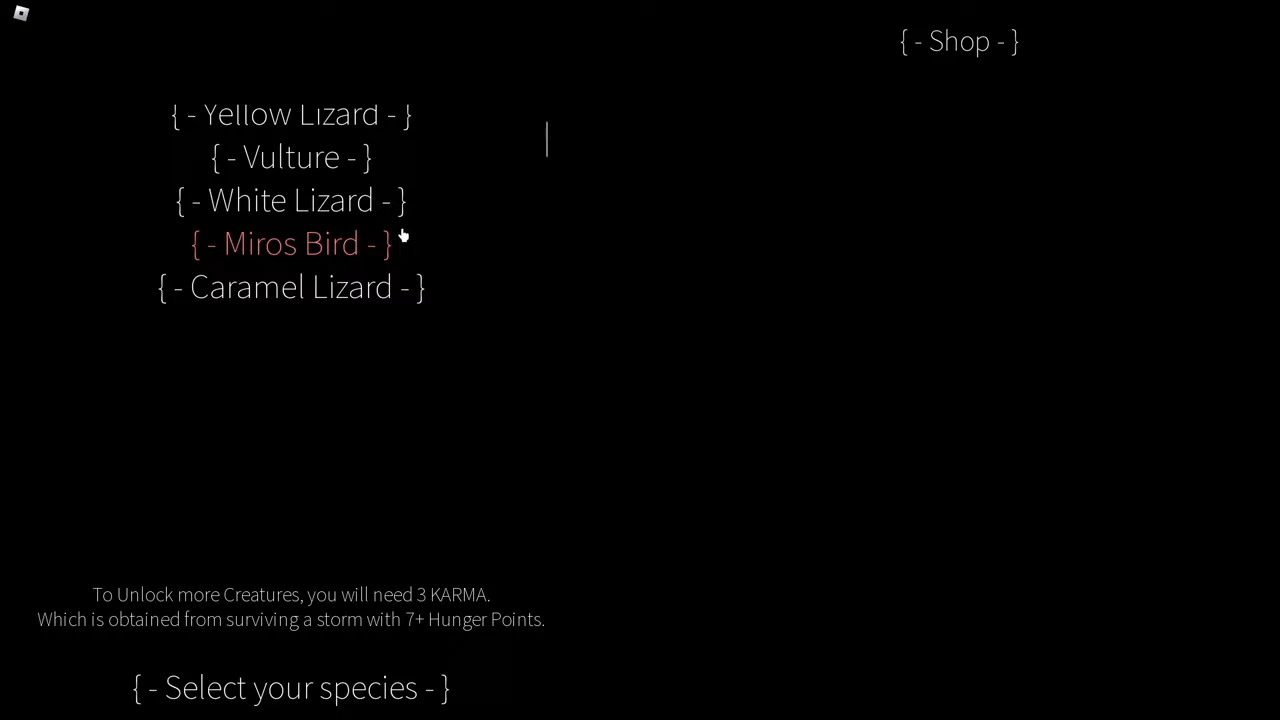 { - Shop - }
{ - Yellow Lizard - }
{ - Vulture - }
{ - White Lizard - }
{ - Miros Bird - }
{ - Caramel Lizard - }
To Unlock more Creatures, you will need 3 KARMA.
Which is obtained from surviving a storm with 7+ Hunger Points.
{ - Select your species - }